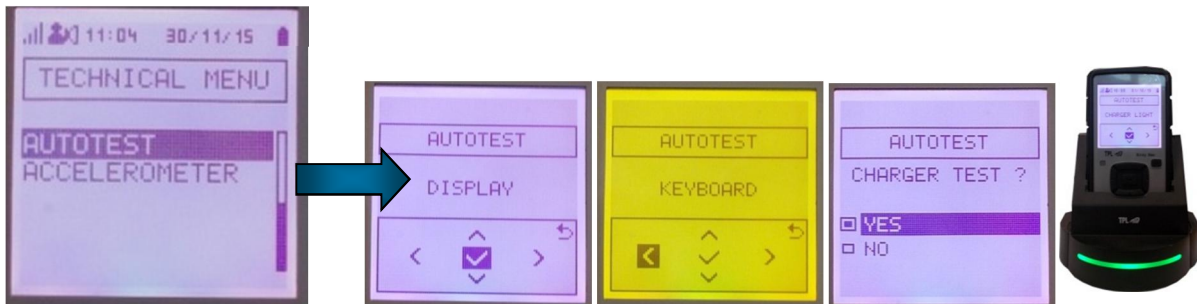 11:04 30/11/15
TECHNICAL MENU
AUTOTEST
ACCELEROMETER
AUTOTEST
DISPLAY
AUTOTEST
KEYBOARD
AUTOTEST
CHARGER TEST ?
YES
NO
AUTOTEST
CHARGER LIGHT